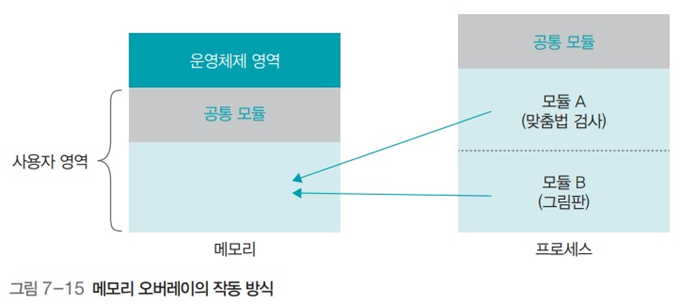 운영체제 영역
공통 모듈
사용자 영역
메모리
공통 모듈
모듈 A
(맞춤법 검사)
모듈 B
(그림판)
프로세스
그림 7-15 메모리 오버레이의 작동 방식